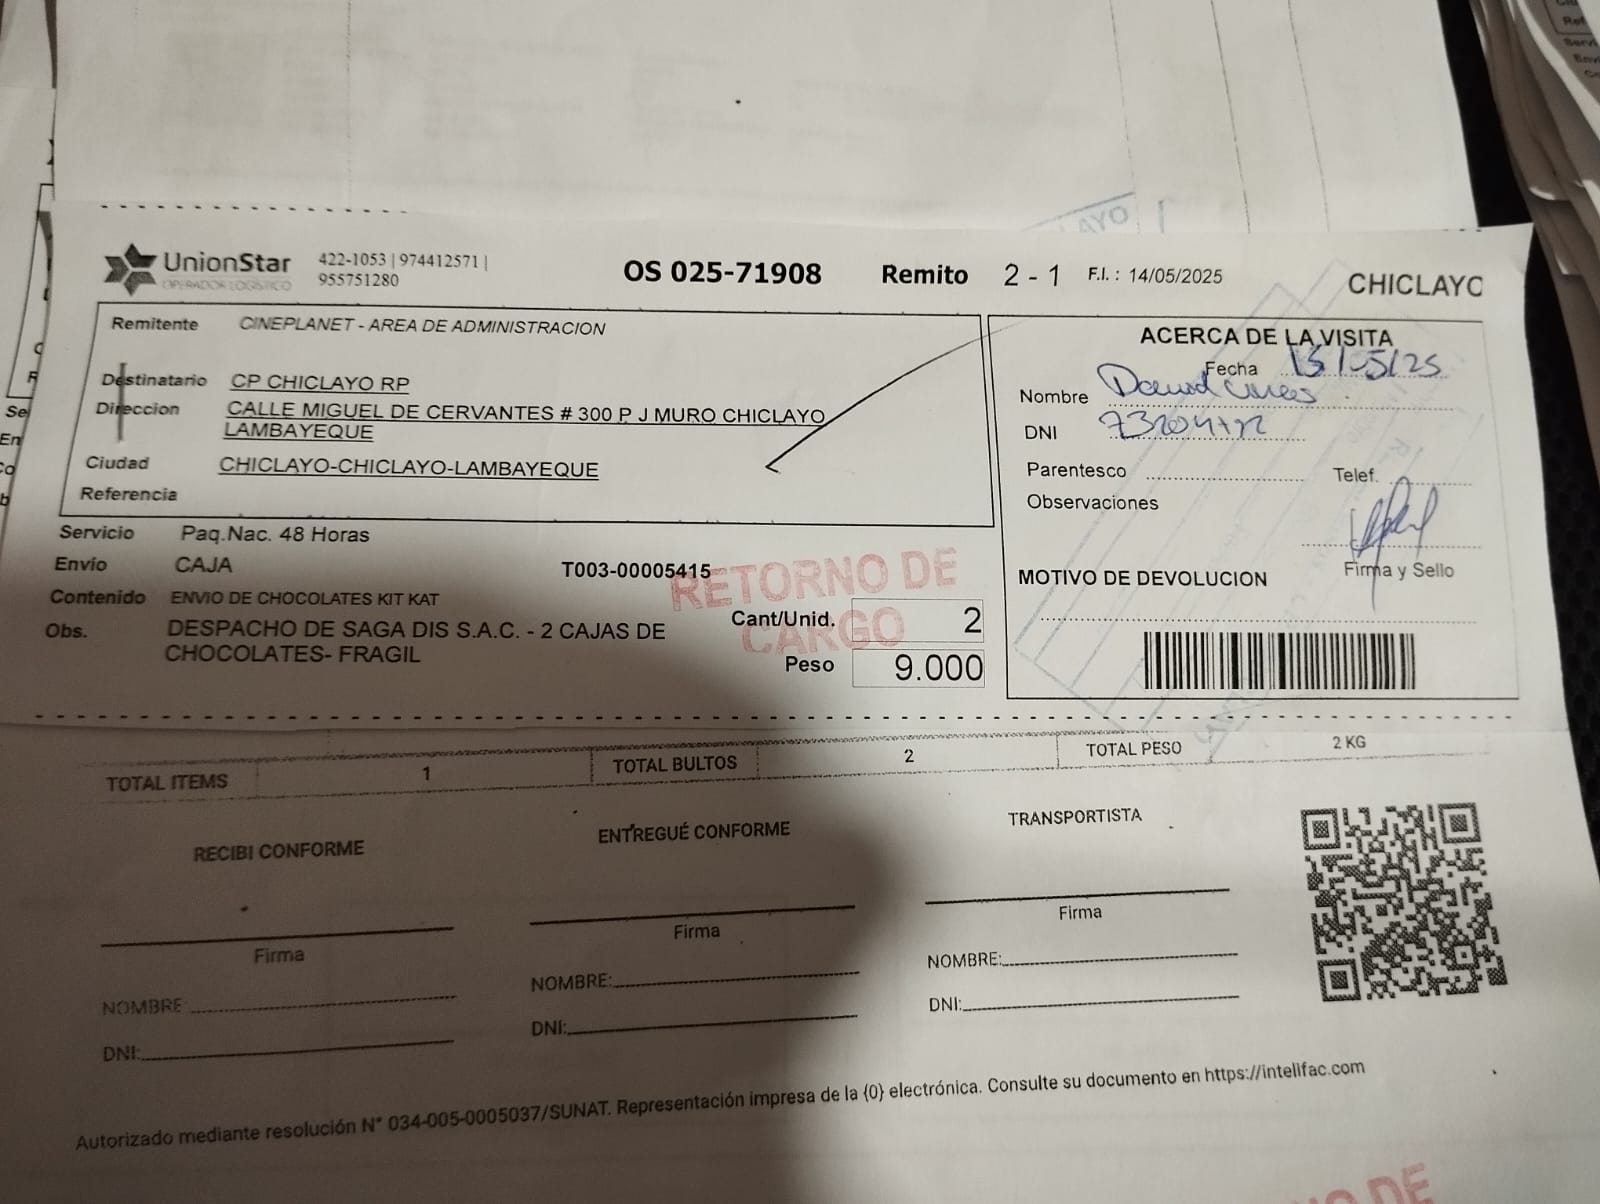 UnionStar
OPERADOR LOGISTICO
422-1053 | 974412571 |
955751280
OS 025-71908
Remito 2 - 1
F.I. : 14/05/2025
CHICLAYO
Remitente CINEPLANET - AREA DE ADMINISTRACION
Destinatario CP CHICLAYO RP
Direccion CALLE MIGUEL DE CERVANTES # 300 P. J MURO CHICLAYO
LAMBAYEQUE
Ciudad CHICLAYO-CHICLAYO-LAMBAYEQUE
Referencia
Servicio Paq.Nac. 48 Horas
Envio CAJA
T003-00005415
Contenido ENVIO DE CHOCOLATES KIT KAT
Obs. DESPACHO DE SAGA DIS S.A.C. - 2 CAJAS DE
CHOCOLATES- FRAGIL
Cant/Unid. 2
Peso 9.000
RETORNO DE
CARGO
ACERCA DE LA VISITA
Fecha 15/05/25
Nombre
DNI
Parentesco
Telef.
Observaciones
Firma y Sello
MOTIVO DE DEVOLUCION
TOTAL ITEMS 1 TOTAL BULTOS 2 TOTAL PESO 2 KG
RECIBI CONFORME
Firma
NOMBRE:
DNI:
ENTREGUÉ CONFORME
Firma
NOMBRE:
DNI:
TRANSPORTISTA
Firma
NOMBRE:
DNI:
Autorizado mediante resolución N° 034-005-0005037/SUNAT. Representación impresa de la {0} electrónica. Consulte su documento en https://intelifac.com